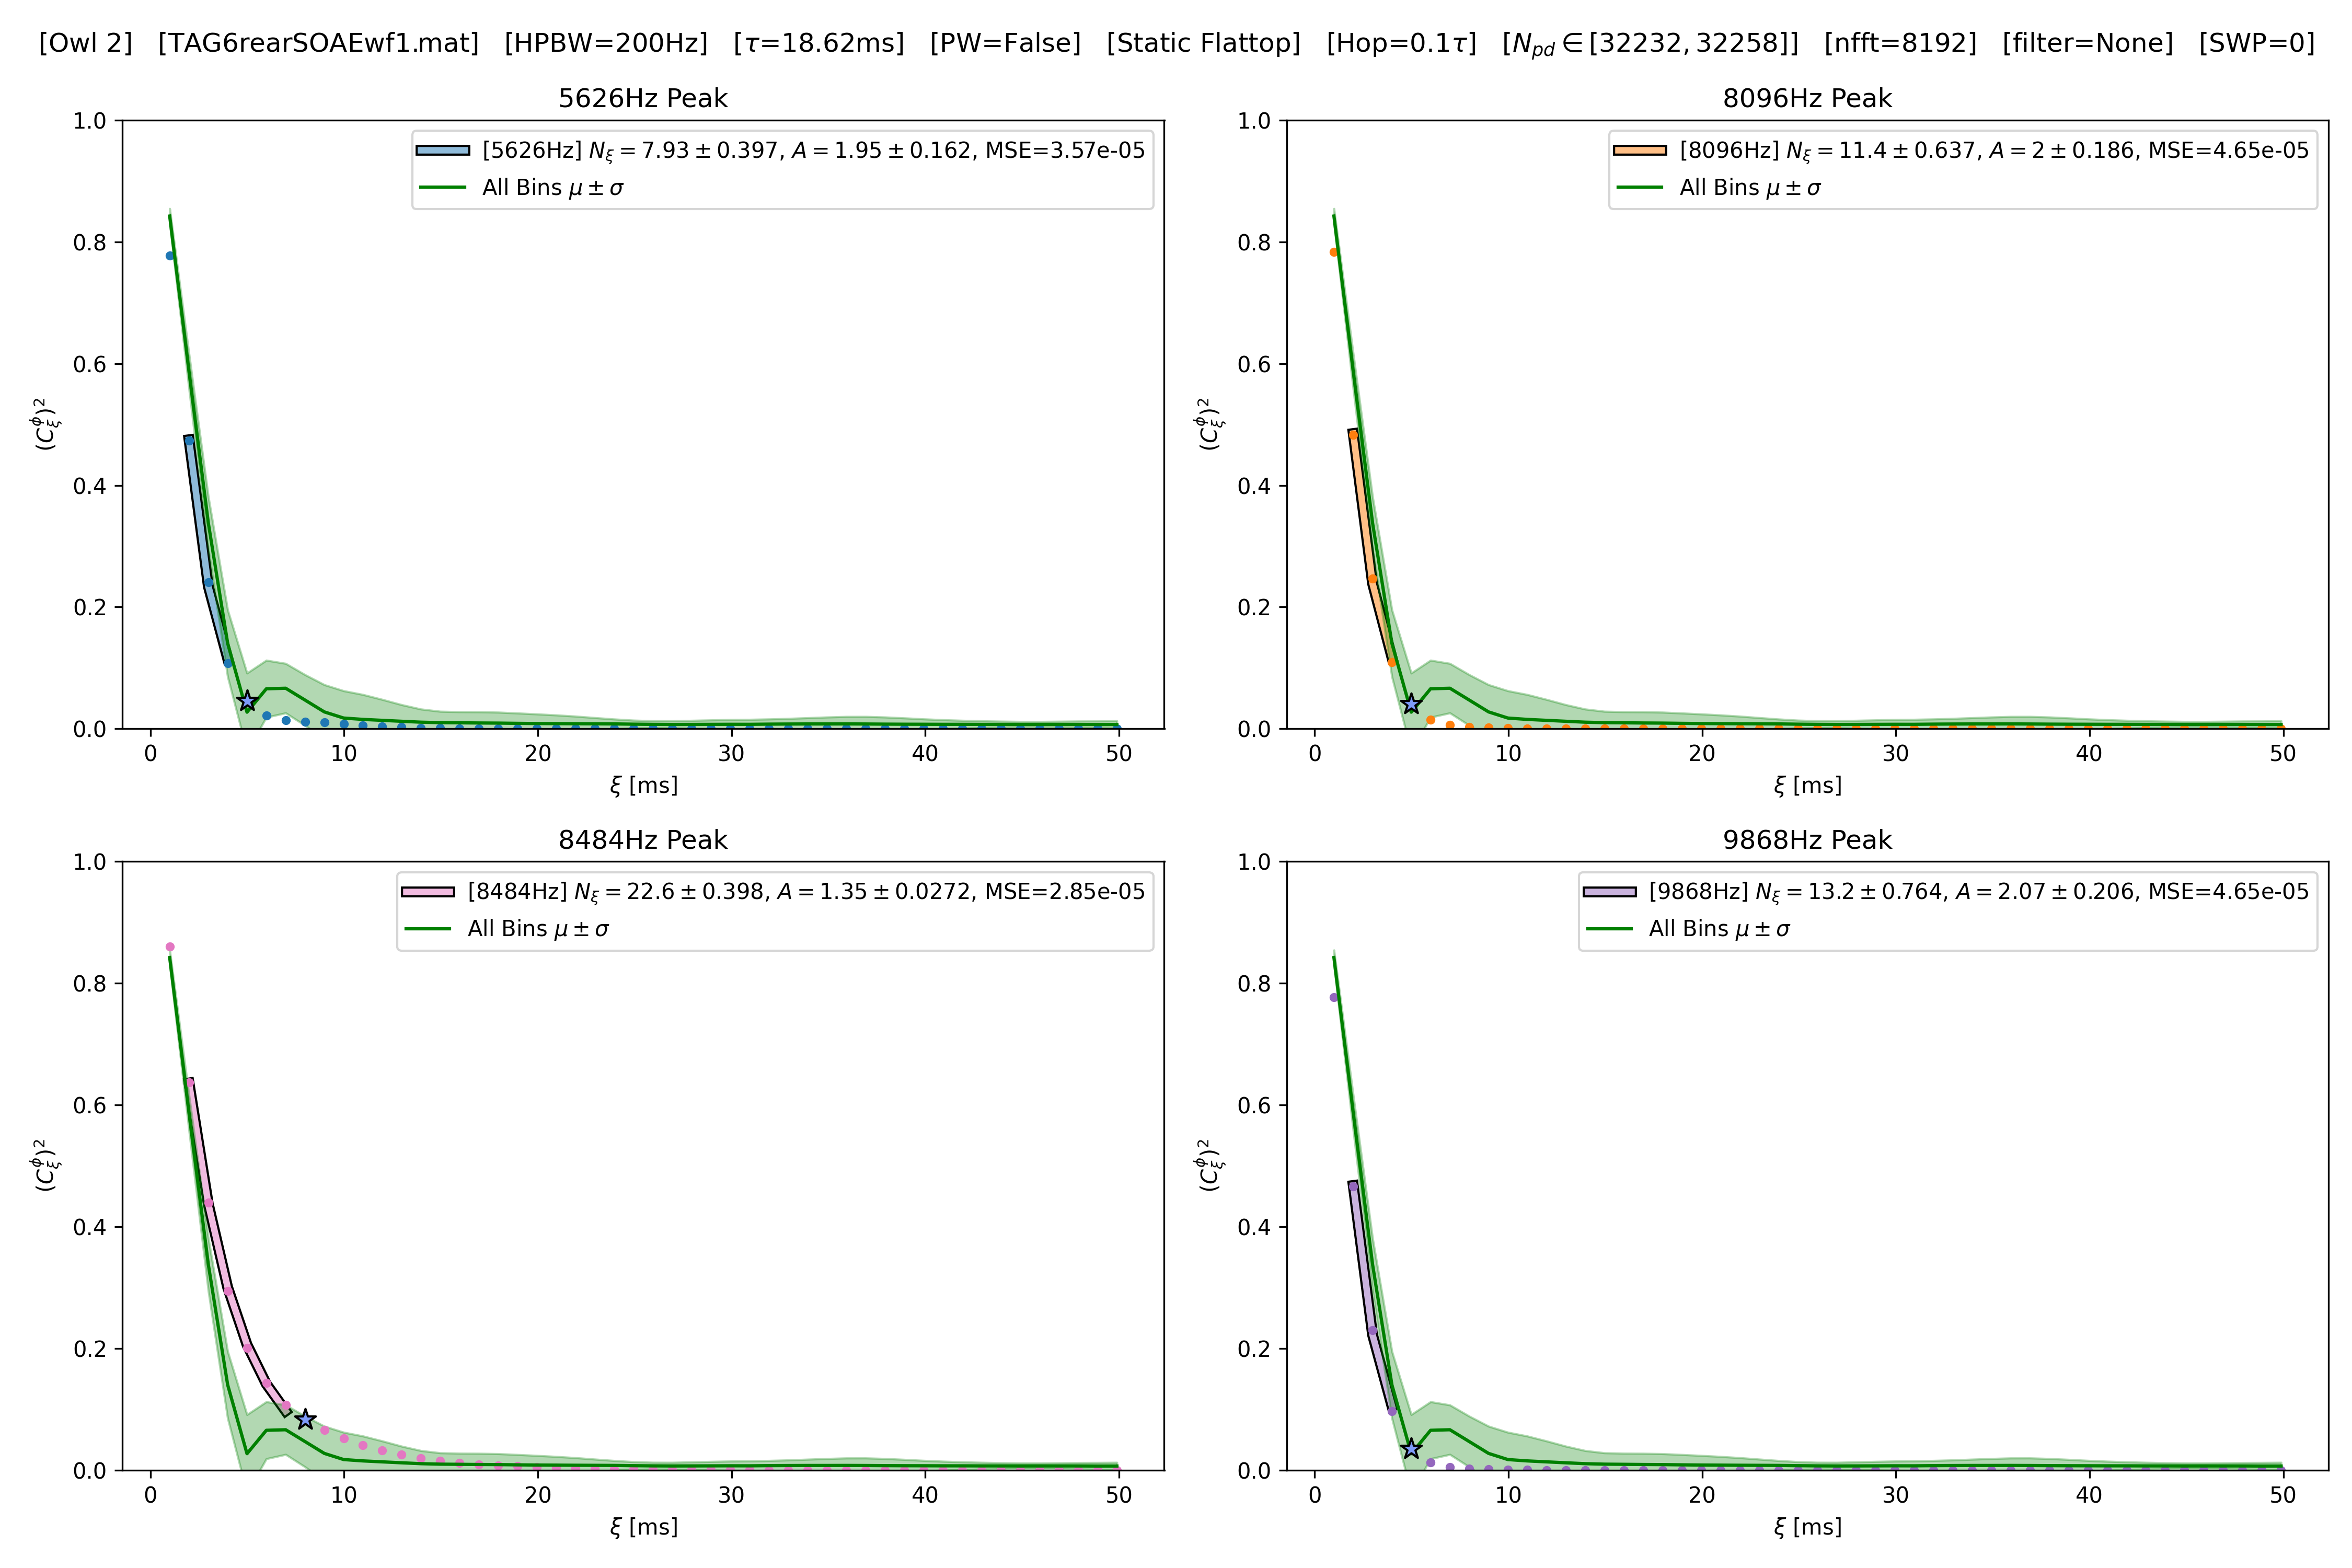 [Owl 2] [TAG6rearSOAEwf1.mat] [HPBW=200Hz] [τ=18.62ms] [PW=False] [Static Flattop] [Hop=0.1τ] [N_pd ∈ [32232, 32258]] [nfft=8192] [filter=None] [SWP=0]
5626Hz Peak
[5626Hz] N_ξ = 7.93 ± 0.397, A = 1.95 ± 0.162, MSE=3.57e-05
All Bins μ ± σ
(C_ξ^ϕ)^2
1.0
0.8
0.6
0.4
0.2
0.0
0 10 20 30 40 50
ξ [ms]
8096Hz Peak
[8096Hz] N_ξ = 11.4 ± 0.637, A = 2 ± 0.186, MSE=4.65e-05
All Bins μ ± σ
(C_ξ^ϕ)^2
1.0
0.8
0.6
0.4
0.2
0.0
0 10 20 30 40 50
ξ [ms]
8484Hz Peak
[8484Hz] N_ξ = 22.6 ± 0.398, A = 1.35 ± 0.0272, MSE=2.85e-05
All Bins μ ± σ
(C_ξ^ϕ)^2
1.0
0.8
0.6
0.4
0.2
0.0
0 10 20 30 40 50
ξ [ms]
9868Hz Peak
[9868Hz] N_ξ = 13.2 ± 0.764, A = 2.07 ± 0.206, MSE=4.65e-05
All Bins μ ± σ
(C_ξ^ϕ)^2
1.0
0.8
0.6
0.4
0.2
0.0
0 10 20 30 40 50
ξ [ms]